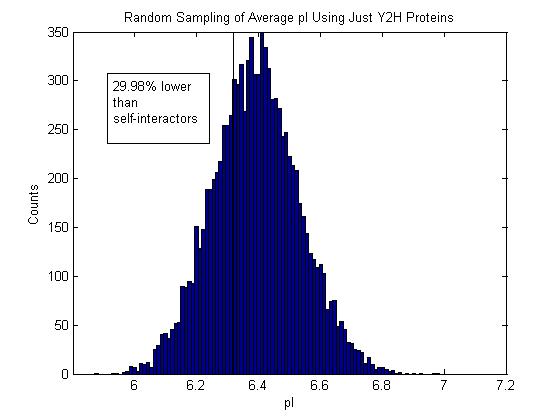 Random Sampling of Average pI Using Just Y2H Proteins
350
300
250
200
150
100
50
0
29.98% lower
than
self-interactors
Counts
6
6.2
6.4
6.6
6.8
7
7.2
pI